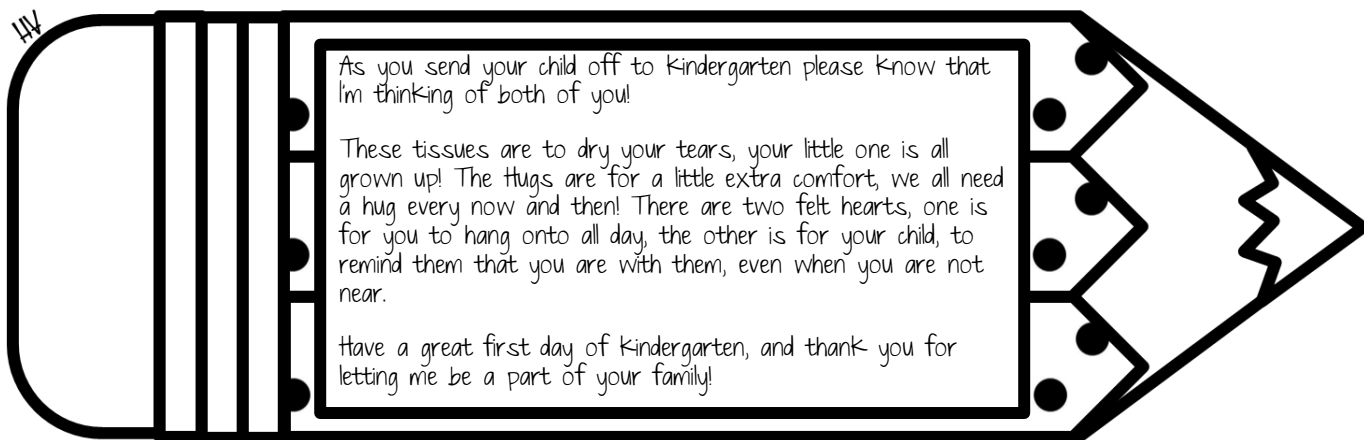 HV
As you send your child off to Kindergarten please know that
I'm thinking of both of you!
These tissues are to dry your tears, your little one is all
grown up! The Hugs are for a little extra comfort, we all need
a hug every now and then! There are two felt hearts, one is
for you to hang onto all day, the other is for your child, to
remind them that you are with them, even when you are not
near.
Have a great first day of Kindergarten, and thank you for
letting me be a part of your family!